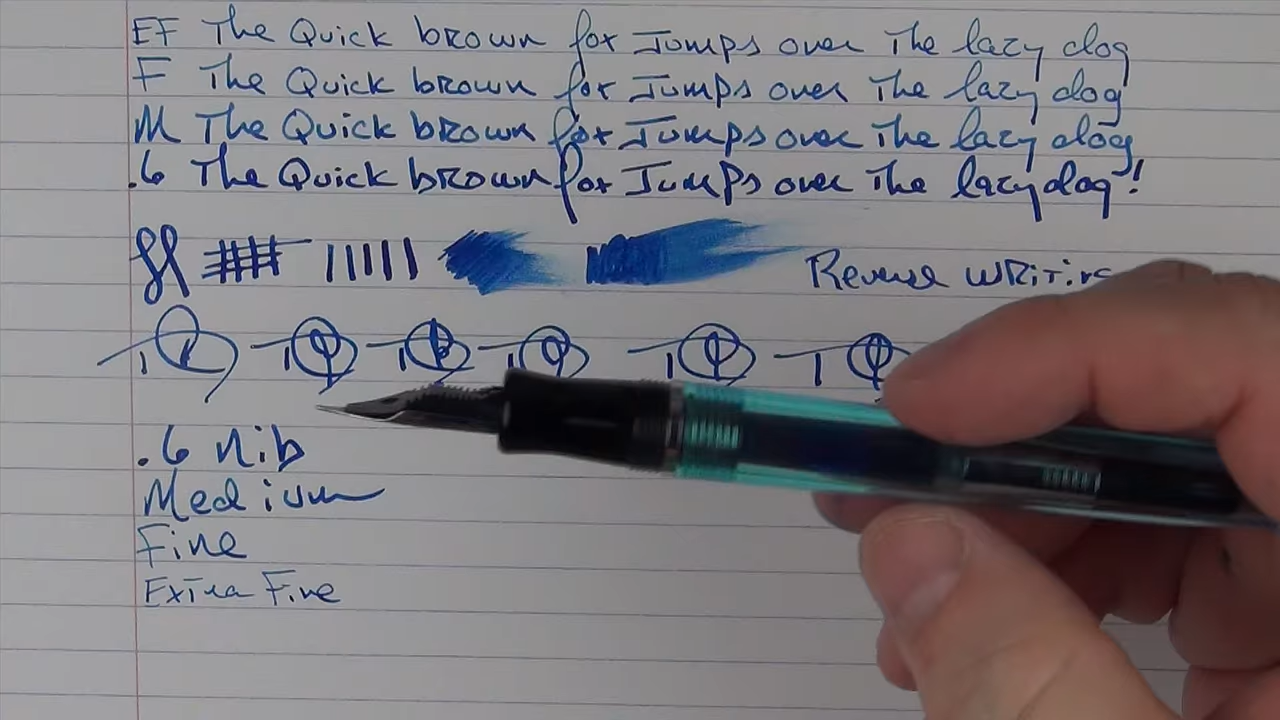 EF The Quick brown fox Jumps over The lazy dog
F The Quick brown fox Jumps over The lazy dog
M The Quick brown fox Jumps over The lazy dog
.6 The Quick brown fox Jumps over The lazy dog!
Reverse
.6 Nib
Medium
Fine
Extra Fine